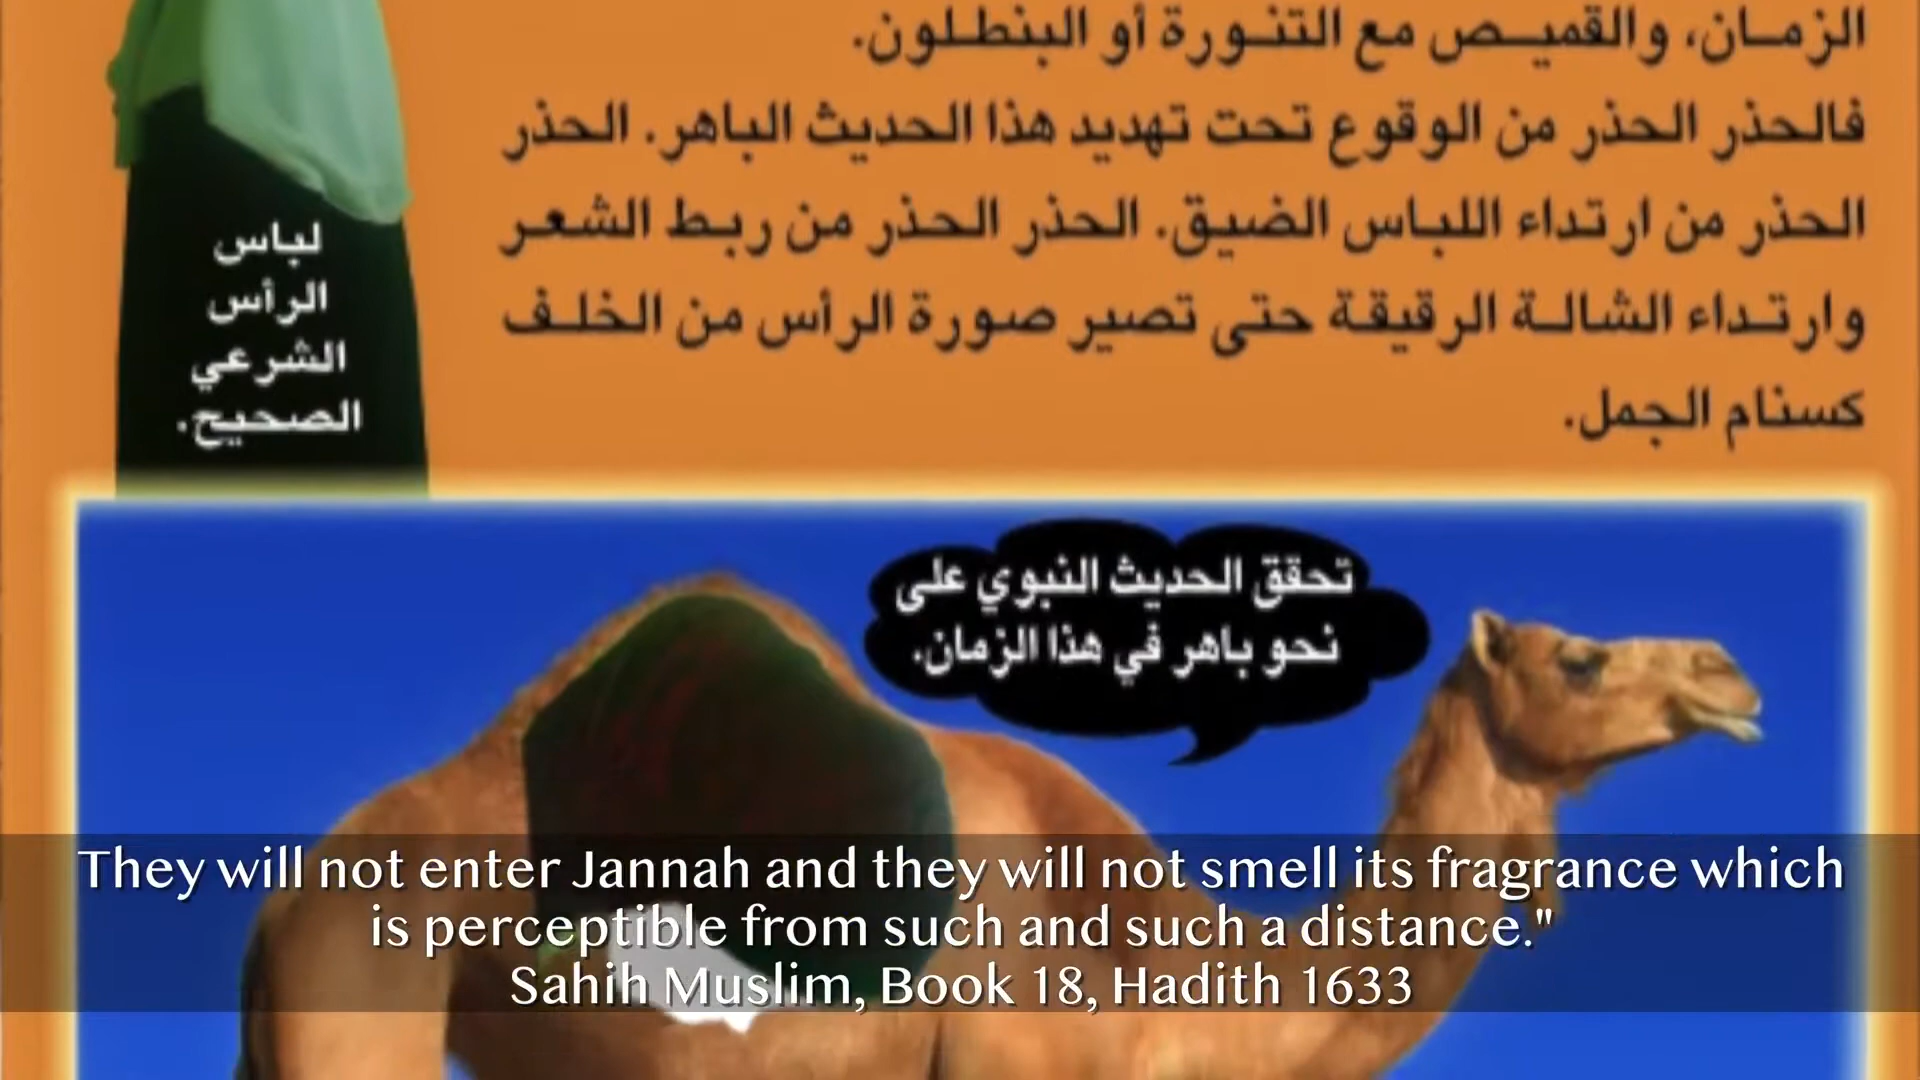 الزمان، والقميص مع التنورة أو البنطلون.
فالحذر الحذر من الوقوع تحت تهديد هذا الحديث الباهر. الحذر
الحذر من ارتداء اللباس الضيق. الحذر الحذر من ربط الشعر
وارتداء الشالة الرقيقة حتى تصير صورة الرأس من الخلف
كسنام الجمل.
لباس
الرأس
الشرعي
الصحيح.
تحقق الحديث النبوي على
نحو باهر في هذا الزمان.
They will not enter Jannah and they will not smell its fragrance which
is perceptible from such and such a distance."
Sahih Muslim, Book 18, Hadith 1633